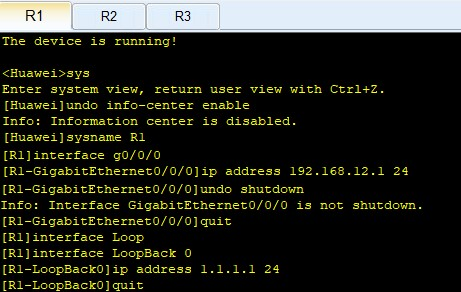 R1 R2 R3
The device is running!
<Huawei>sys
Enter system view, return user view with Ctrl+Z.
[Huawei]undo info-center enable
Info: Information center is disabled.
[Huawei]sysname R1
[R1]interface g0/0/0
[R1-GigabitEthernet0/0/0]ip address 192.168.12.1 24
[R1-GigabitEthernet0/0/0]undo shutdown
Info: Interface GigabitEthernet0/0/0 is not shutdown.
[R1-GigabitEthernet0/0/0]quit
[R1]interface Loop
[R1]interface LoopBack 0
[R1-LoopBack0]ip address 1.1.1.1 24
[R1-LoopBack0]quit